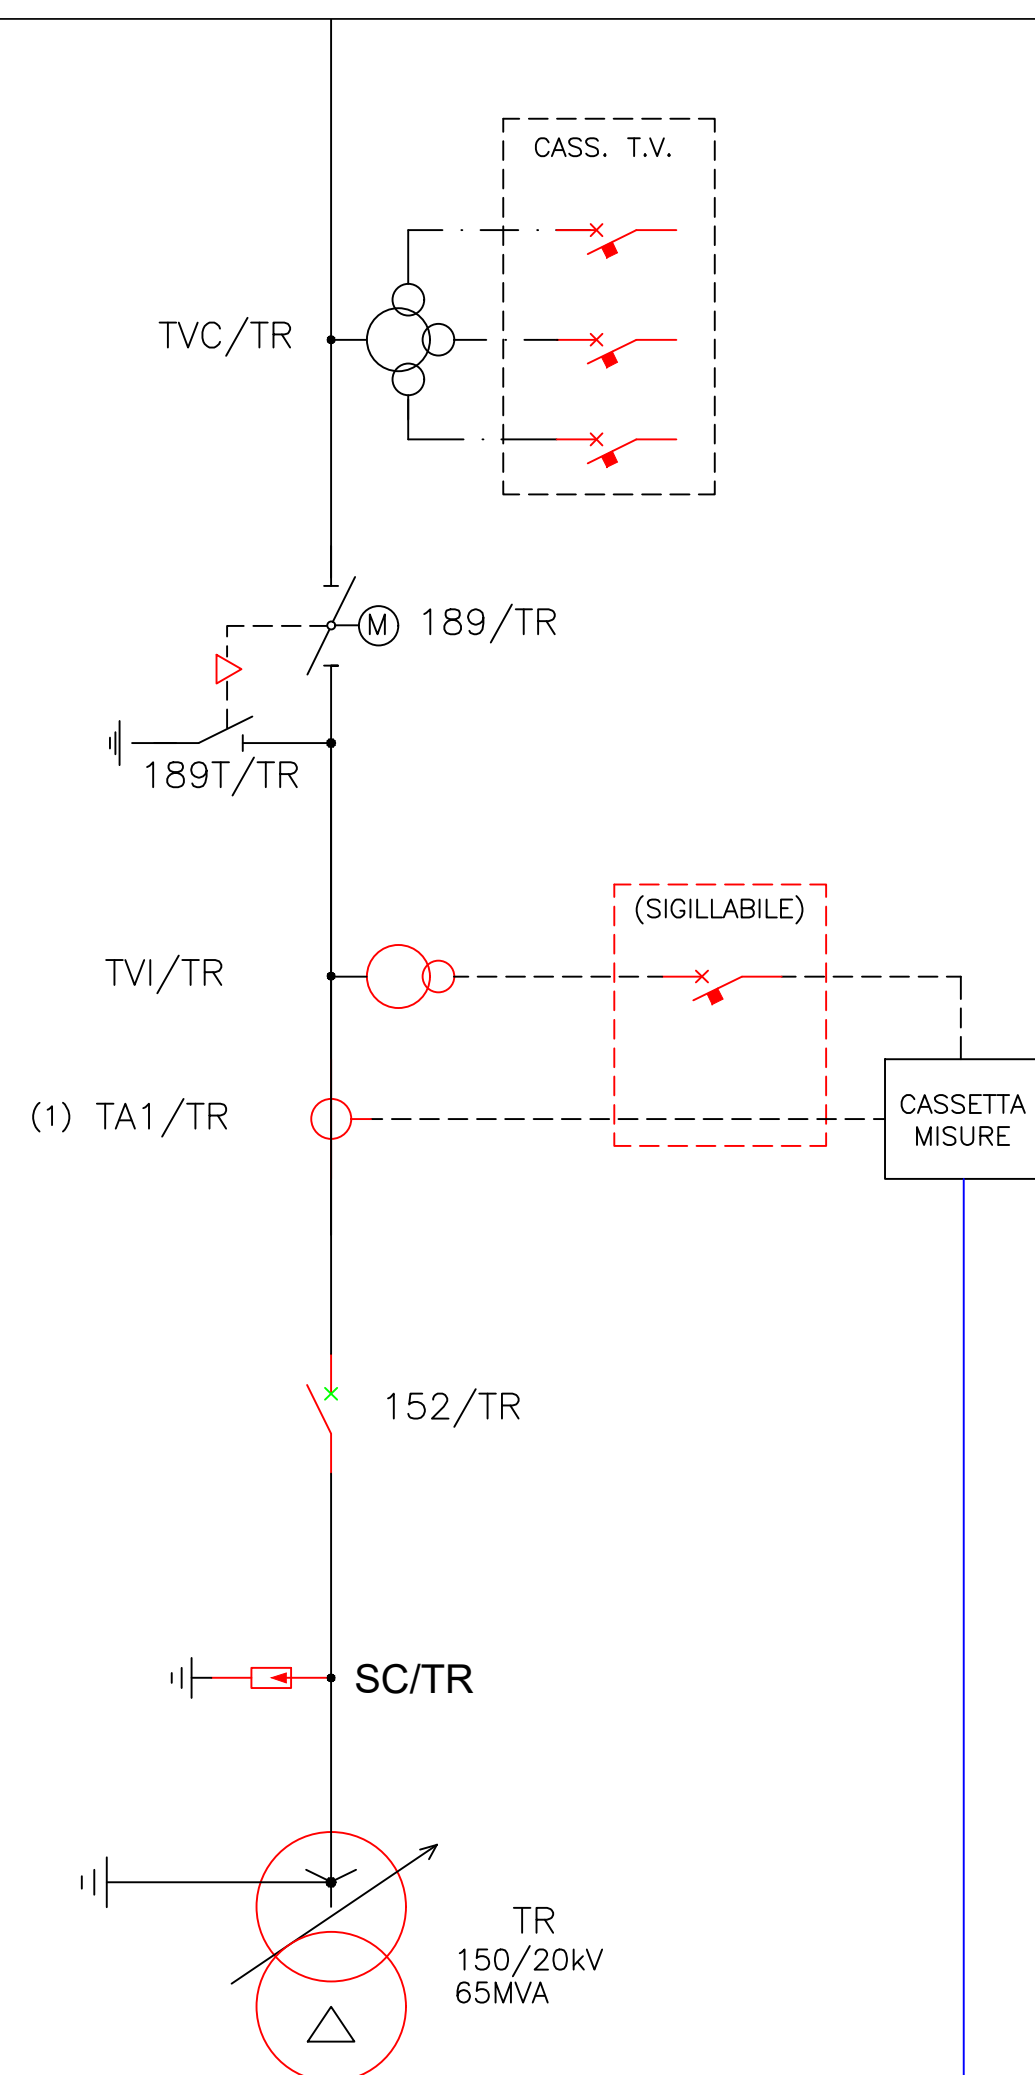 CASS. T.V.
TVC/TR
M
189/TR
189T/TR
(SIGILLABILE)
TVI/TR
(1) TA1/TR
CASSETTA
MISURE
152/TR
SC/TR
TR
150/20kV
65MVA